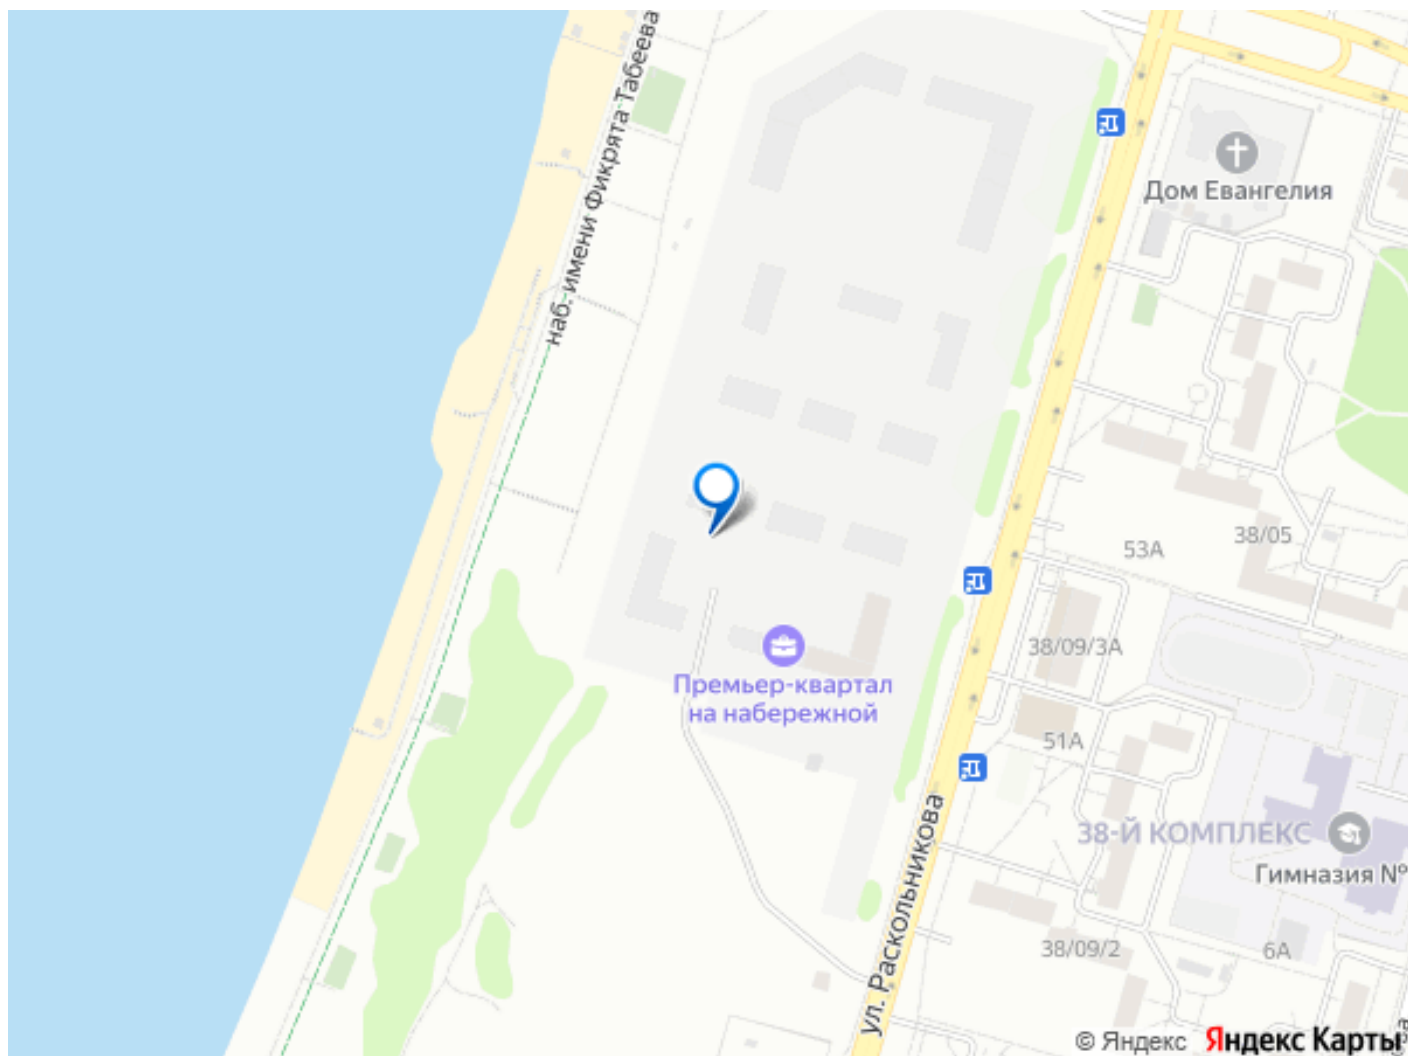 наб. имени Фикрята Табеева
Дом Евангелия
38/05
53А
38/09/3А
Премьер-квартал
на набережной
51А
38-Й КОМПЛЕКС
Гимназия №
ул. Раскольникова
38/09/2
6А
© Яндекс Яндекс Карты